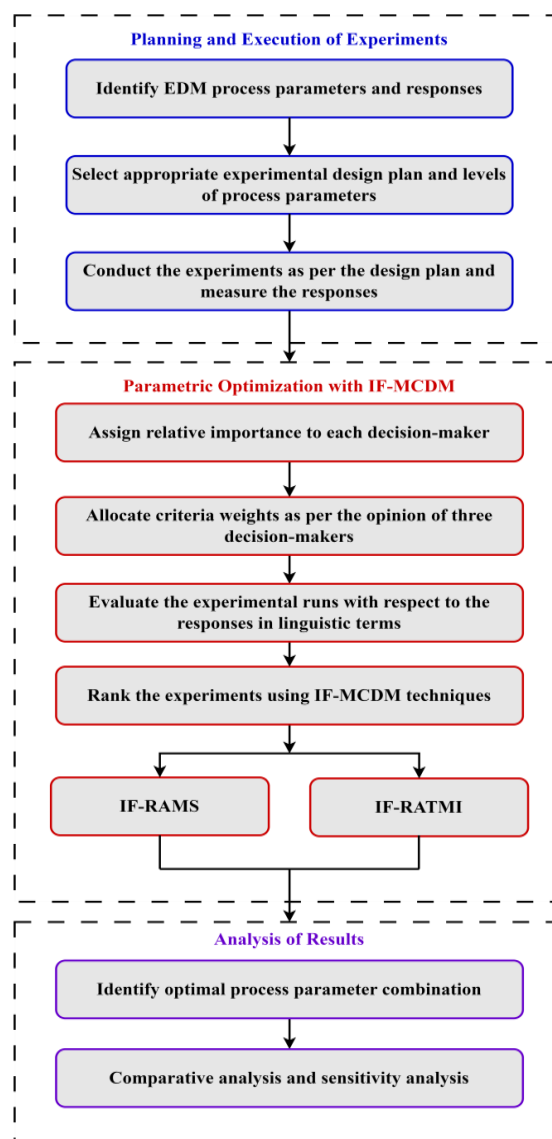 Planning and Execution of Experiments
Identify EDM process parameters and responses
Select appropriate experimental design plan and levels
of process parameters
Conduct the experiments as per the design plan and
measure the responses
Parametric Optimization with IF-MCDM
Assign relative importance to each decision-maker
Allocate criteria weights as per the opinion of three
decision-makers
Evaluate the experimental runs with respect to the
responses in linguistic terms
Rank the experiments using IF-MCDM techniques
IF-RAMS
IF-RATMI
Analysis of Results
Identify optimal process parameter combination
Comparative analysis and sensitivity analysis